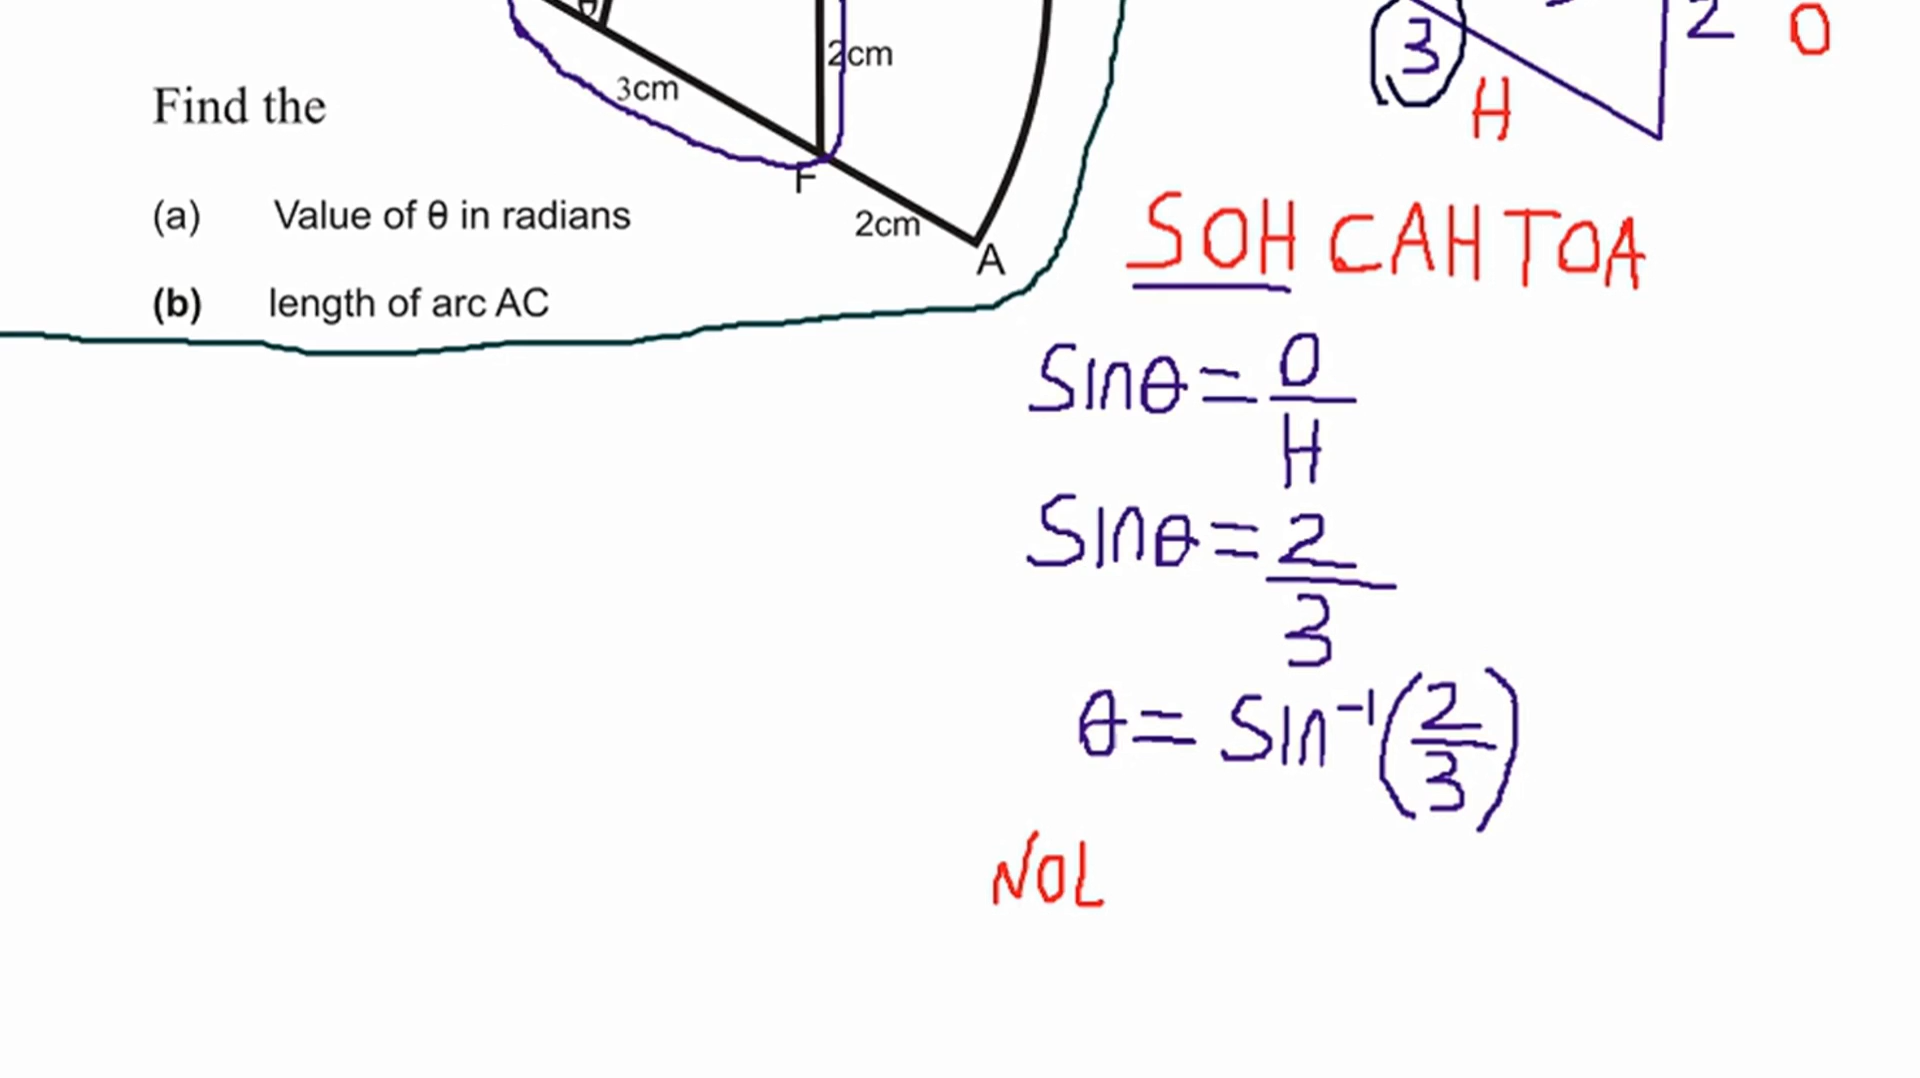 θ
2cm
3cm
F
2cm
A
Find the
(a) Value of θ in radians
(b) length of arc AC
3
H
2
O
SOH CAH TOA
Sinθ = O/H
Sinθ = 2/3
θ = Sin⁻¹(2/3)
NOL